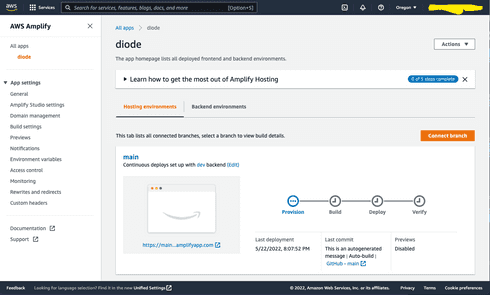 aws
Services
Search for services, features, blogs, docs, and more
[Option+S]
Oregon
AWS Amplify
All apps
diode
App settings
General
Amplify Studio settings
Domain management
Build settings
Previews
Notifications
Environment variables
Access control
Monitoring
Rewrites and redirects
Custom headers
Documentation
Support
All apps
diode
diode
Actions
The app homepage lists all deployed frontend and backend environments.
Learn how to get the most out of Amplify Hosting
of 5 steps complete
Hosting environments
Backend environments
This tab lists all connected branches, select a branch to view build details.
Connect branch
main
Continuous deploys set up with dev backend (Edit)
https://main...amplifyapp.com
Provision
Build
Deploy
Verify
Last deployment
5/22/2022, 8:07:52 PM
Last commit
This is an autogenerated
message | Auto-build |
GitHub - main
Previews
Disabled
Feedback
Looking for language selection? Find it in the new Unified Settings
© 2022, Amazon Web Services, Inc. or its affiliates.
Privacy
Terms
Cookie preferences